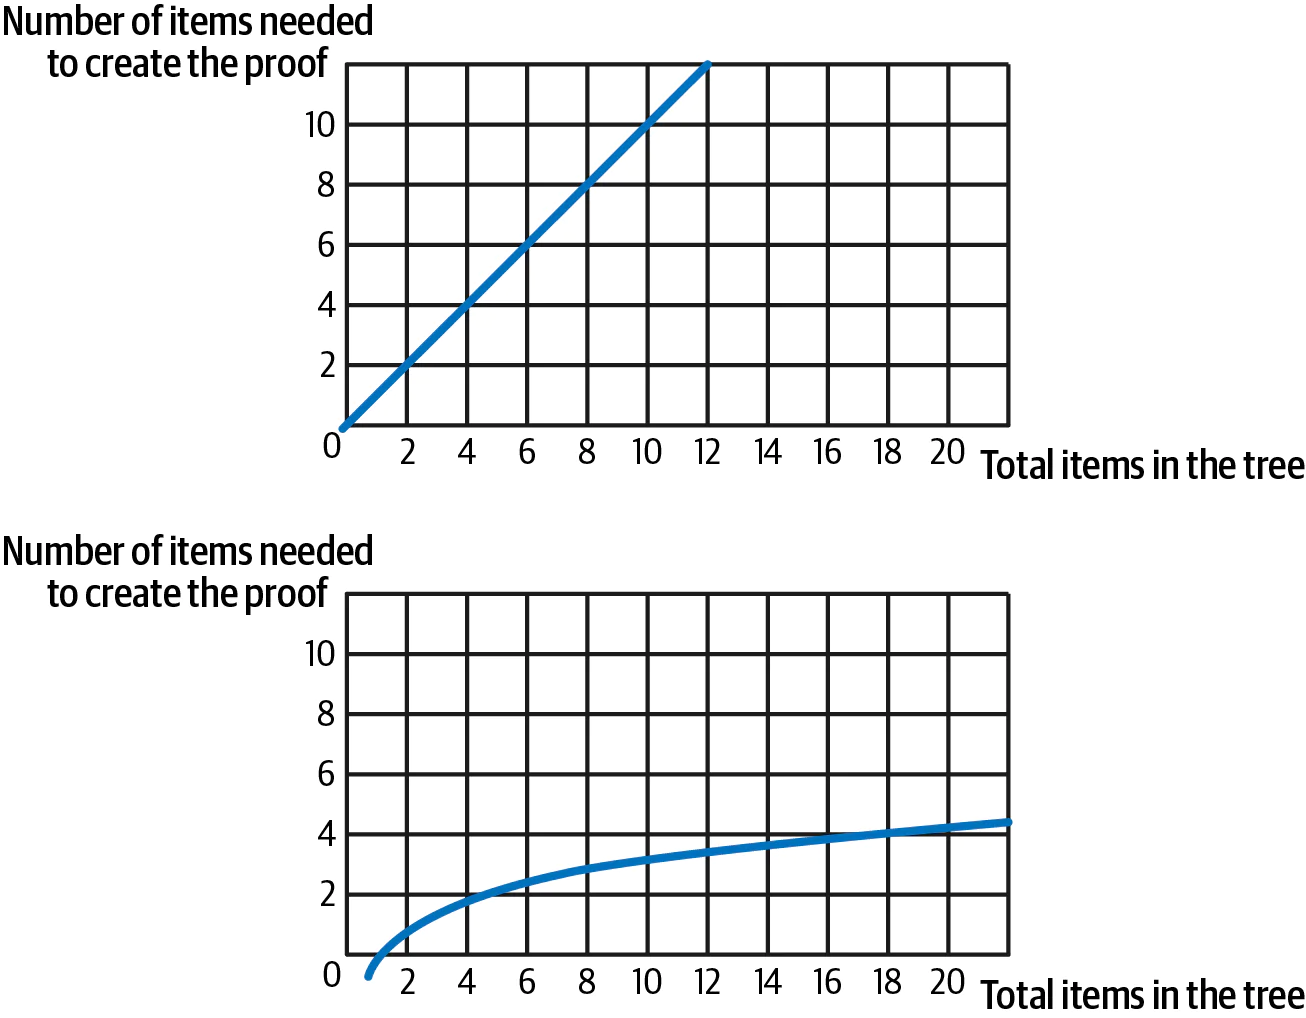 Number of items needed
to create the proof
10
8
6
4
2
0
2 4 6 8 10 12 14 16 18 20
Total items in the tree
Number of items needed
to create the proof
10
8
6
4
2
0
2 4 6 8 10 12 14 16 18 20
Total items in the tree